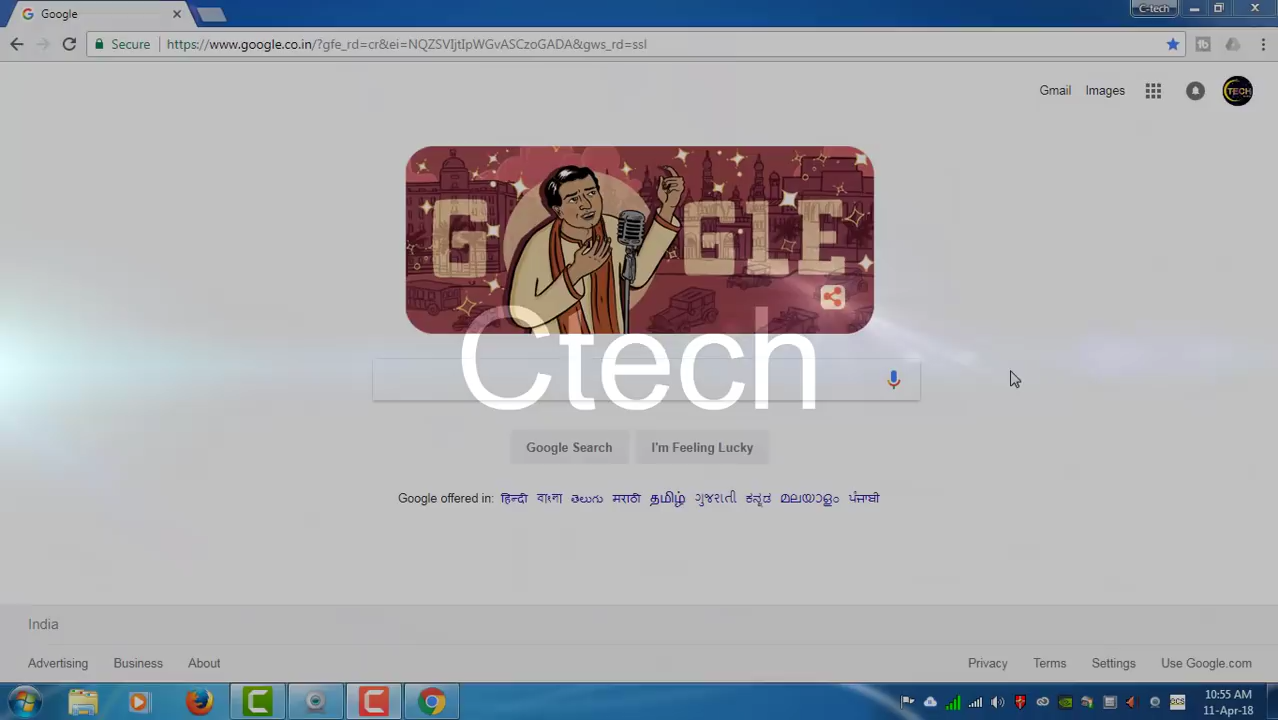 Google
C-tech
Secure https://www.google.co.in/?gfe_rd=cr&ei=NQZSVIjtIpWGvASCzoGADA&gws_rd=ssl
Gmail Images
CTECH
G GLE
Ctech
Google Search I'm Feeling Lucky
Google offered in: हिन्दी বাংলা తెలుగు मराठी தமிழ் ગુજરાતી ಕನ್ನಡ മലയാളം ਪੰਜਾਬੀ
India
Advertising Business About Privacy Terms Settings Use Google.com
10:55 AM
11-Apr-18